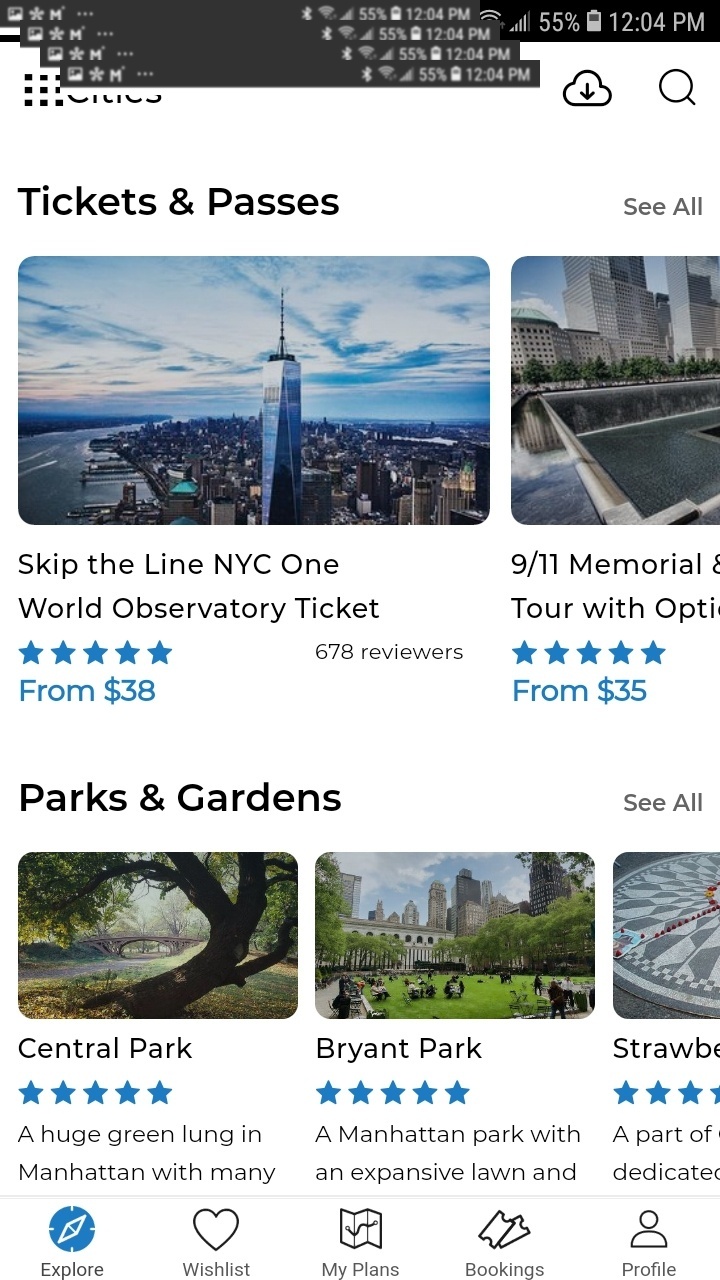 55% 12:04 PM
55% 12:04 PM
55% 12:04 PM
55% 12:04 PM
55% 12:04 PM
Cities
Tickets & Passes
See All
Skip the Line NYC One
World Observatory Ticket
678 reviewers
From $38
9/11 Memorial &
Tour with Optio
From $35
Parks & Gardens
See All
Central Park
A huge green lung in
Manhattan with many
Bryant Park
A Manhattan park with
an expansive lawn and
Strawbe
A part of
dedicated
Explore
Wishlist
My Plans
Bookings
Profile